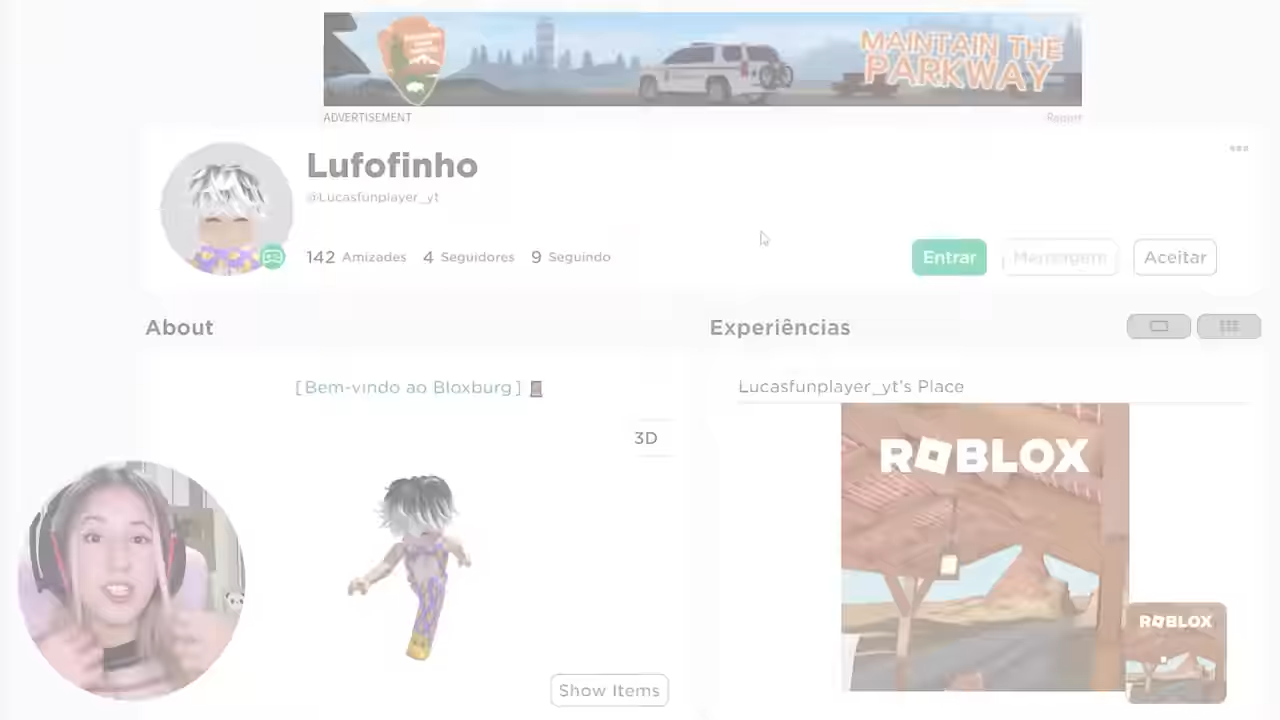 MAINTAIN THE
PARKWAY
ADVERTISEMENT
Report
Lufofinho
@Lucasfunplayer_yt
142 Amizades 4 Seguidores 9 Seguindo
Entrar Mensagem Aceitar
About
Experiências
[Bem-vindo ao Bloxburg]
Lucasfunplayer_yt's Place
3D
ROBLOX
ROBLOX
Show Items